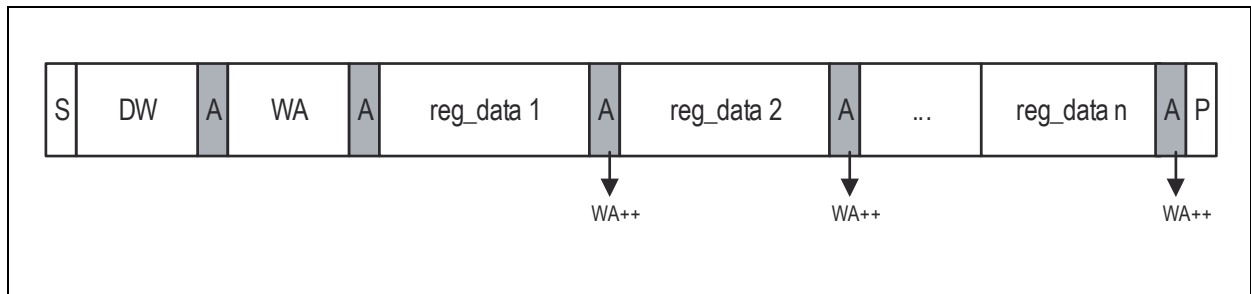 S DW A WA A reg_data 1 A reg_data 2 A ... reg_data n A P
WA++ WA++ WA++